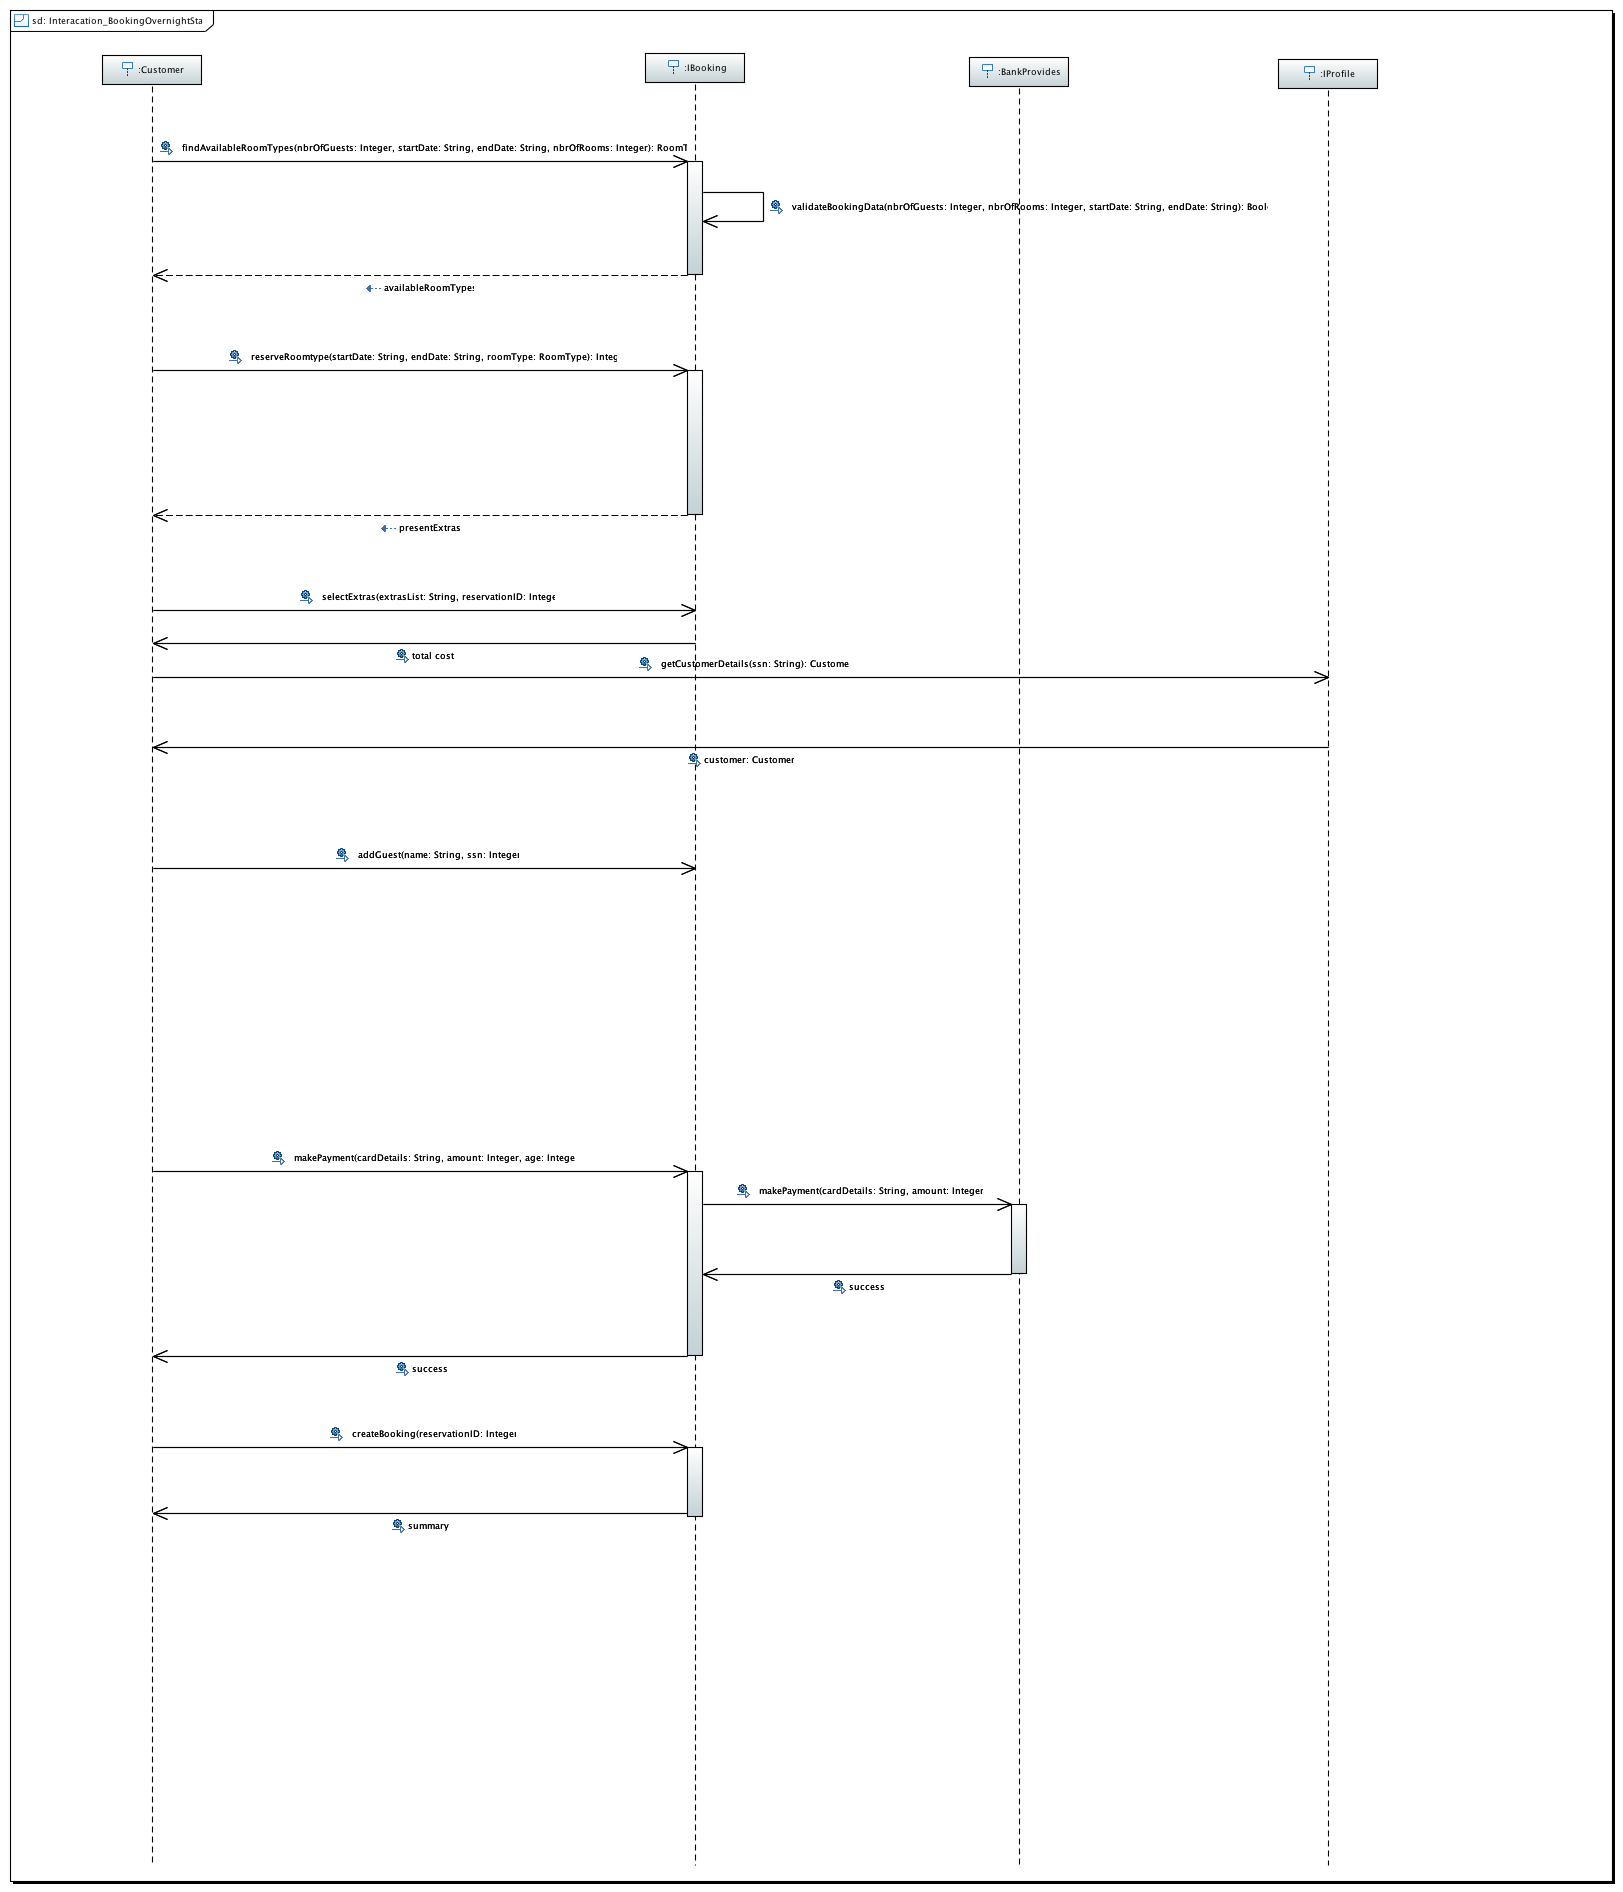 sd: Interacation_BookingOvernightSta
:Customer
:IBooking
:BankProvides
:IProfile
findAvailableRoomTypes(nbrOfGuests: Integer, startDate: String, endDate: String, nbrOfRooms: Integer): RoomT
validateBookingData(nbrOfGuests: Integer, nbrOfRooms: Integer, startDate: String, endDate: String): Bool
availableRoomTypes
reserveRoomtype(startDate: String, endDate: String, roomType: RoomType): Integ
presentExtras
selectExtras(extrasList: String, reservationID: Intege
total cost
getCustomerDetails(ssn: String): Custome
customer: Customer
addGuest(name: String, ssn: Integer
makePayment(cardDetails: String, amount: Integer, age: Intege
makePayment(cardDetails: String, amount: Integer
success
success
createBooking(reservationID: Integer
summary